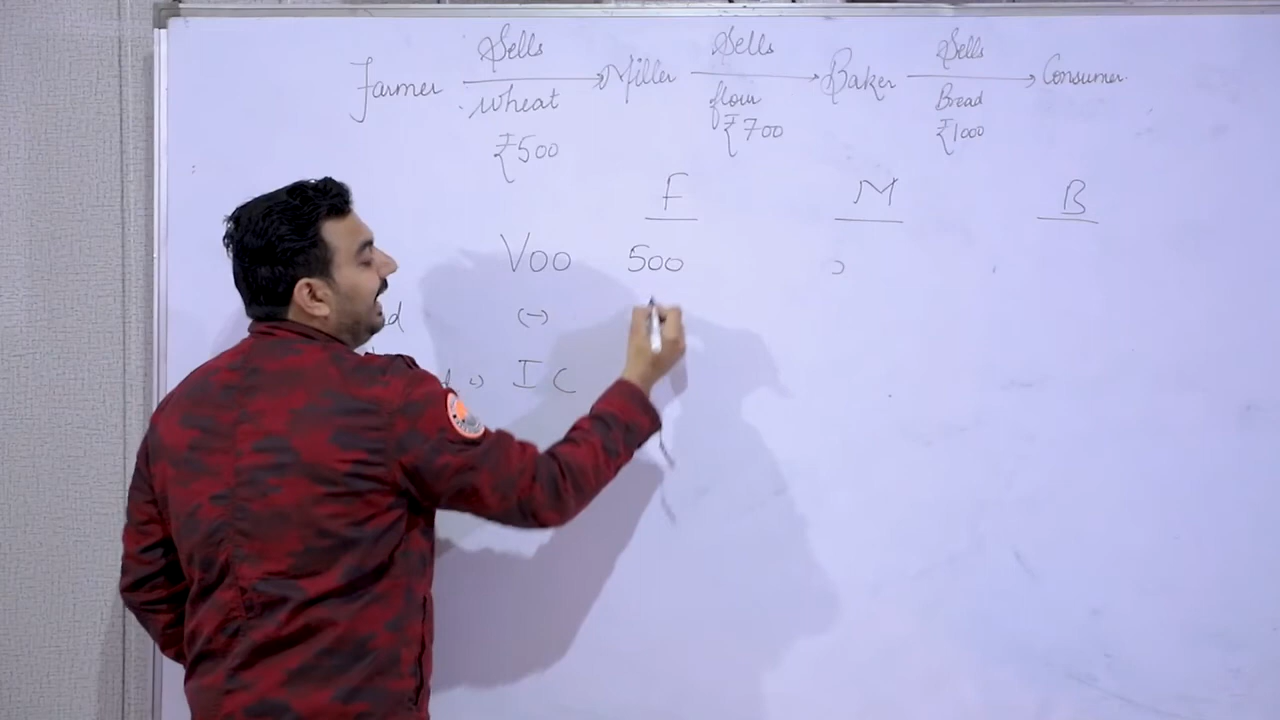 Sells Sells Sells
Farmer → Miller → Baker → Consumer.
wheat flour Bread
₹500 ₹700 ₹1000
F M B
VOO 500
(-)
IC